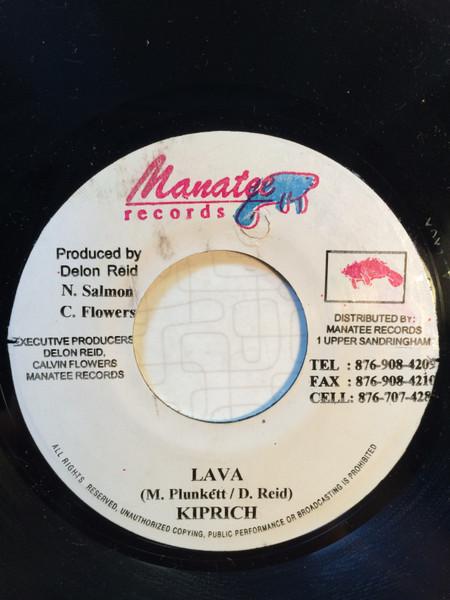 Manatee
records
Produced by
Delon Reid
N. Salmon
C. Flowers
EXECUTIVE PRODUCERS
DELON REID,
CALVIN FLOWERS
MANATEE RECORDS
DISTRIBUTED BY:
MANATEE RECORDS
1 UPPER SANDRINGHAM
TEL : 876-908-4209
FAX : 876-908-4210
CELL: 876-707-428
LAVA
(M. Plunkett / D. Reid)
KIPRICH
ALL RIGHTS RESERVED, UNAUTHORIZED COPYING, PUBLIC PERFORMANCE OR BROADCASTING IS PROHIBITED